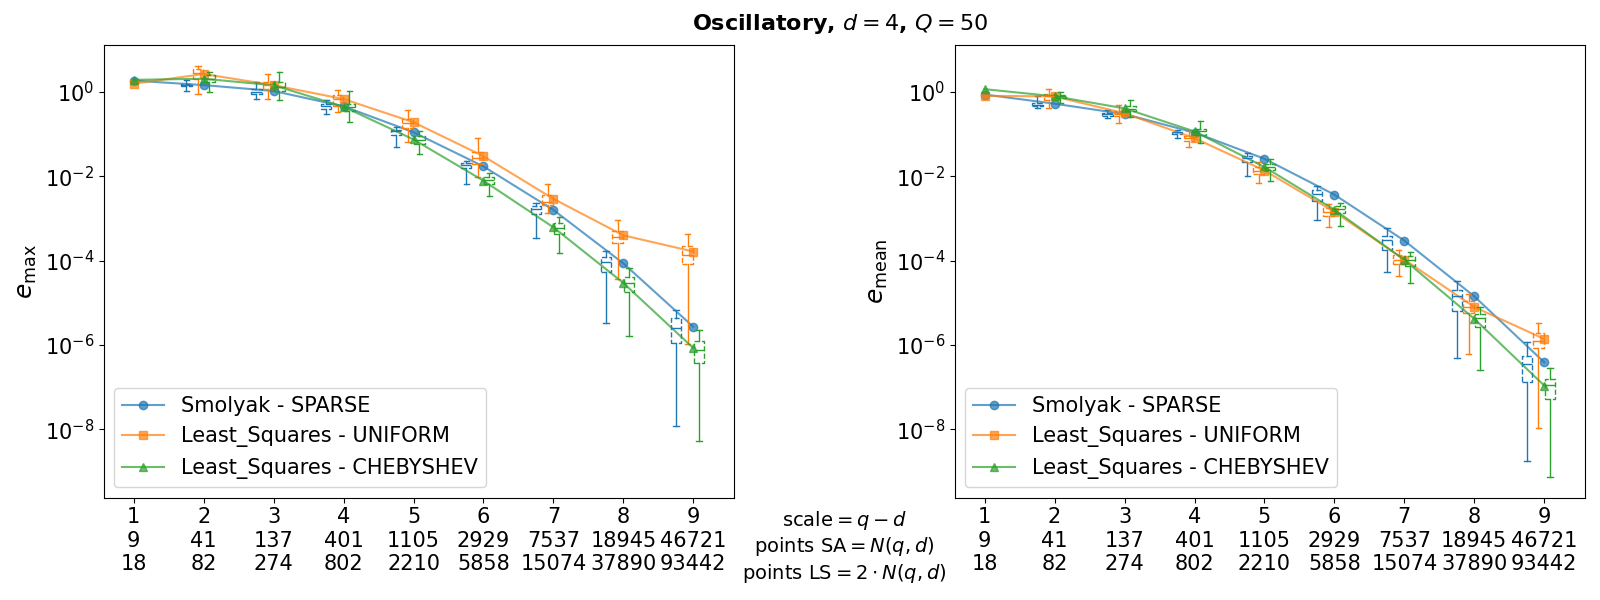 Oscillatory, d = 4, Q = 50
e_max
10^0
10^−2
10^−4
10^−6
10^−8
Smolyak - SPARSE
Least_Squares - UNIFORM
Least_Squares - CHEBYSHEV
1 2 3 4 5 6 7 8 9
9 41 137 401 1105 2929 7537 18945 46721
18 82 274 802 2210 5858 15074 37890 93442
scale = q − d
points SA = N(q, d)
points LS = 2 · N(q, d)
e_mean
10^0
10^−2
10^−4
10^−6
10^−8
Smolyak - SPARSE
Least_Squares - UNIFORM
Least_Squares - CHEBYSHEV
1 2 3 4 5 6 7 8 9
9 41 137 401 1105 2929 7537 18945 46721
18 82 274 802 2210 5858 15074 37890 93442